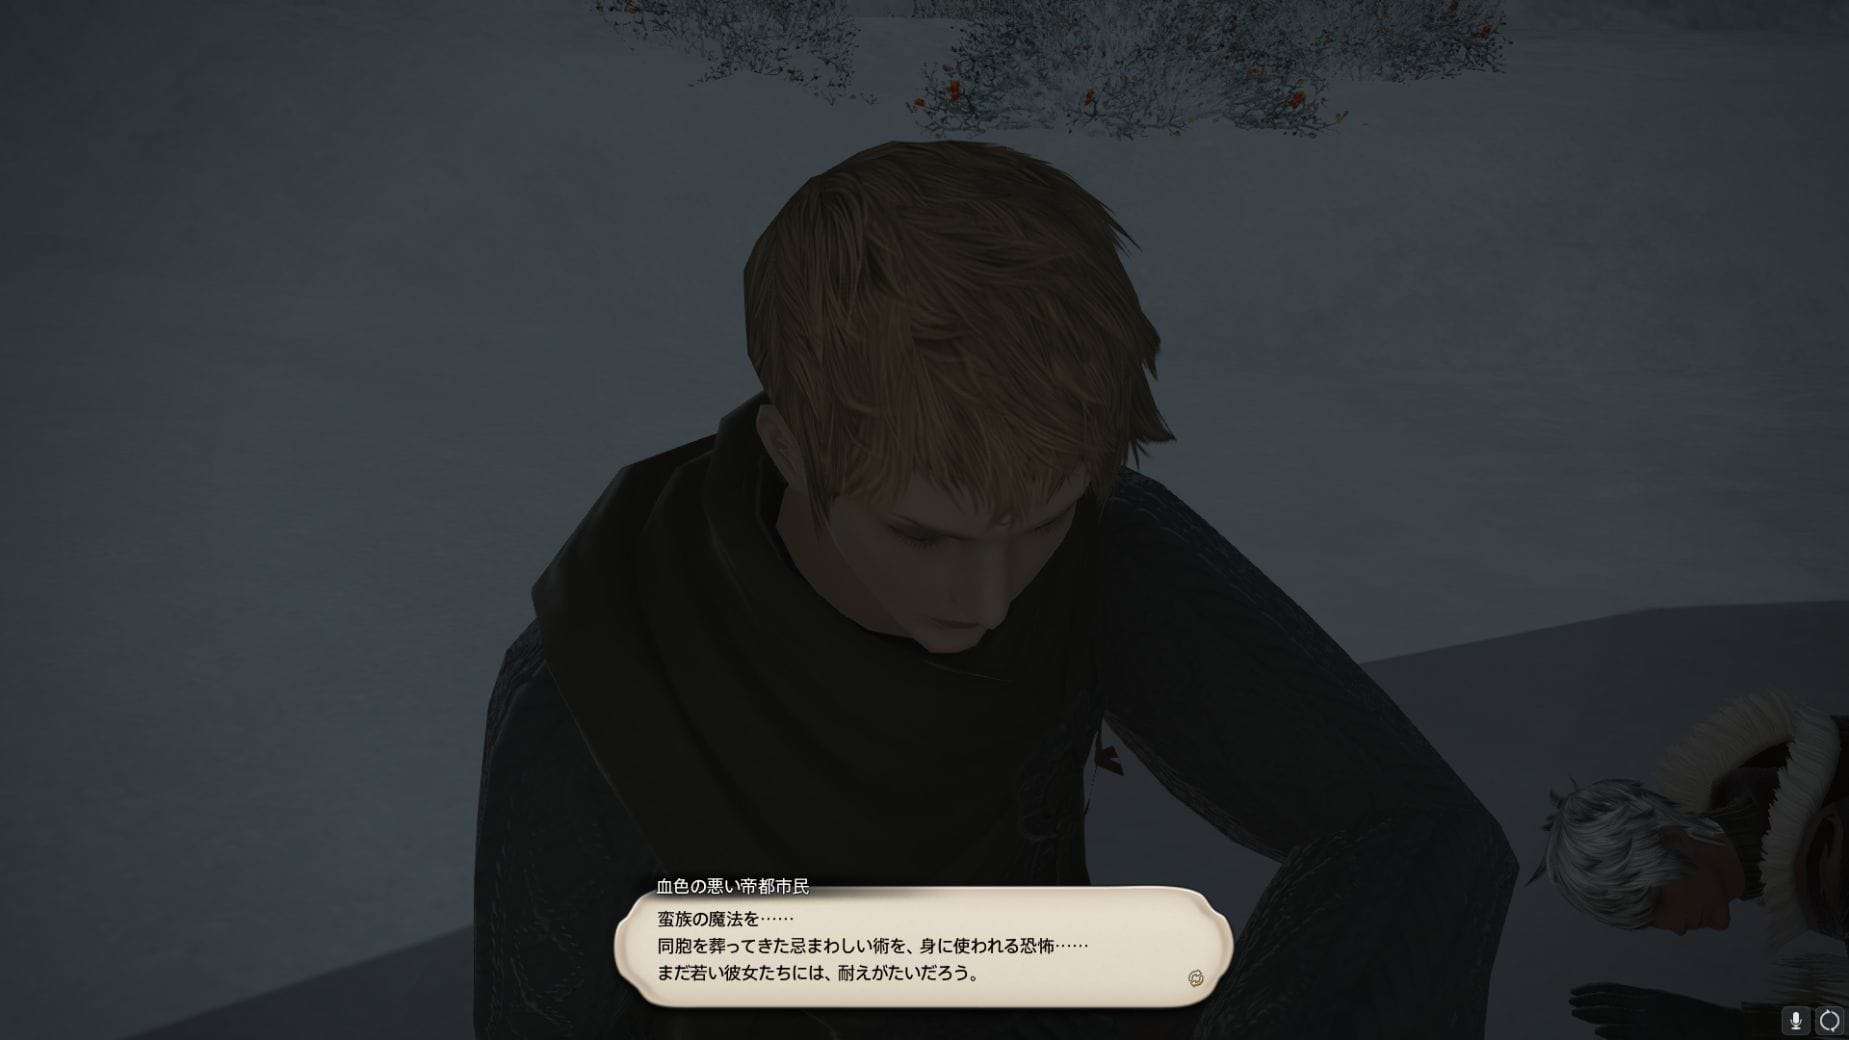 血色の悪い帝都市民
蛮族の魔法を……
同胞を葬ってきた忌まわしい術を、身に使われる恐怖……
まだ若い彼女たちには、耐えがたいだろう。